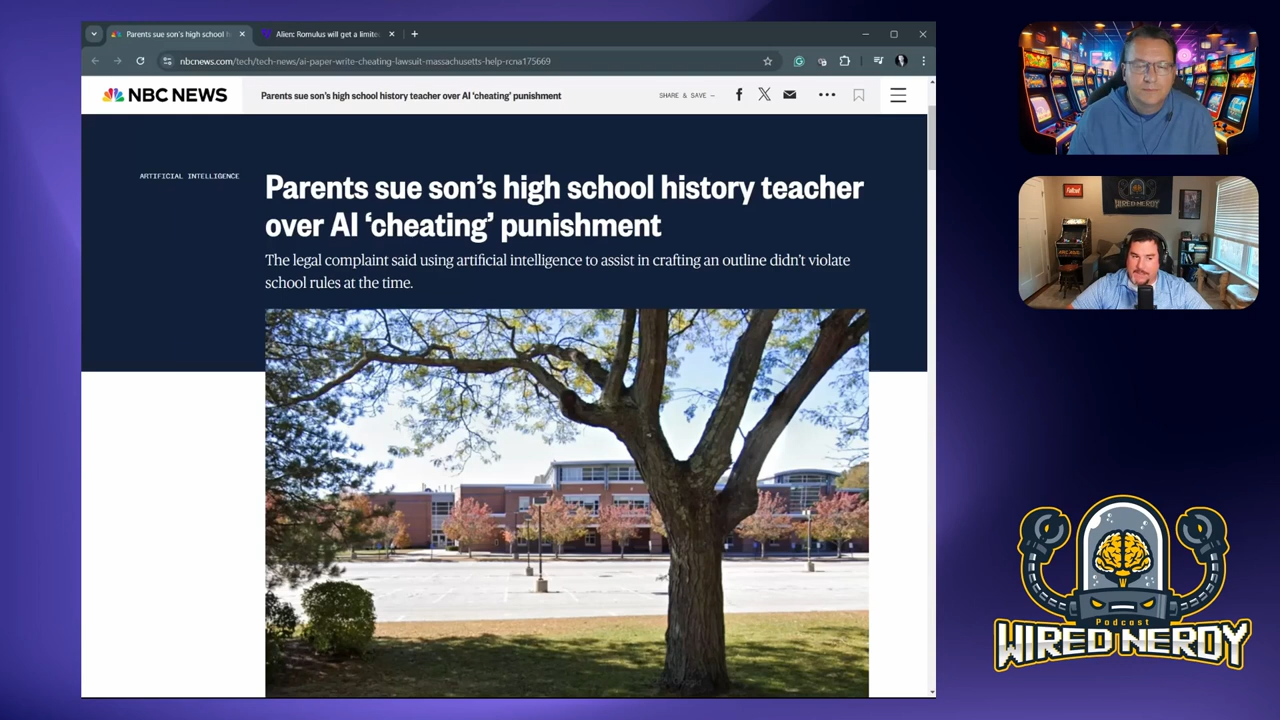 Parents sue son's high school h
Alien: Romulus will get a limite
nbcnews.com/tech/tech-news/ai-paper-write-cheating-lawsuit-massachusetts-help-rcna175669
NBC NEWS
Parents sue son's high school history teacher over AI 'cheating' punishment
SHARE & SAVE —
ARTIFICIAL INTELLIGENCE
Parents sue son's high school history teacher
over AI 'cheating' punishment
The legal complaint said using artificial intelligence to assist in crafting an outline didn't violate
school rules at the time.
Fallout
ARCADE
WIRED NERDY
Podcast
WIRED NERDY